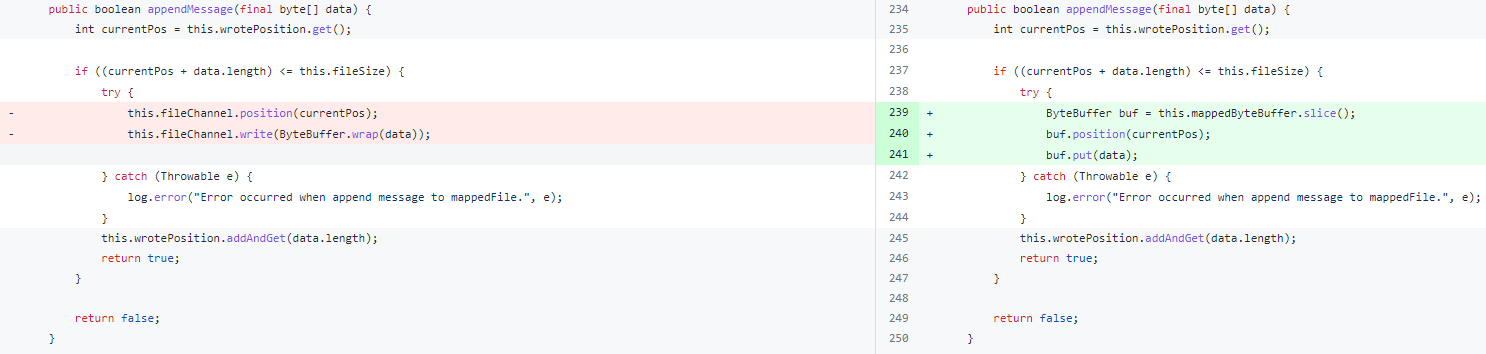 public boolean appendMessage(final byte[] data) {
int currentPos = this.wrotePosition.get();
if ((currentPos + data.length) <= this.fileSize) {
try {
- this.fileChannel.position(currentPos);
- this.fileChannel.write(ByteBuffer.wrap(data));
} catch (Throwable e) {
log.error("Error occurred when append message to mappedFile.", e);
}
this.wrotePosition.addAndGet(data.length);
return true;
}
return false;
}
234 public boolean appendMessage(final byte[] data) {
235 int currentPos = this.wrotePosition.get();
236
237 if ((currentPos + data.length) <= this.fileSize) {
238 try {
239 + ByteBuffer buf = this.mappedByteBuffer.slice();
240 + buf.position(currentPos);
241 + buf.put(data);
242 } catch (Throwable e) {
243 log.error("Error occurred when append message to mappedFile.", e);
244 }
245 this.wrotePosition.addAndGet(data.length);
246 return true;
247 }
248
249 return false;
250 }